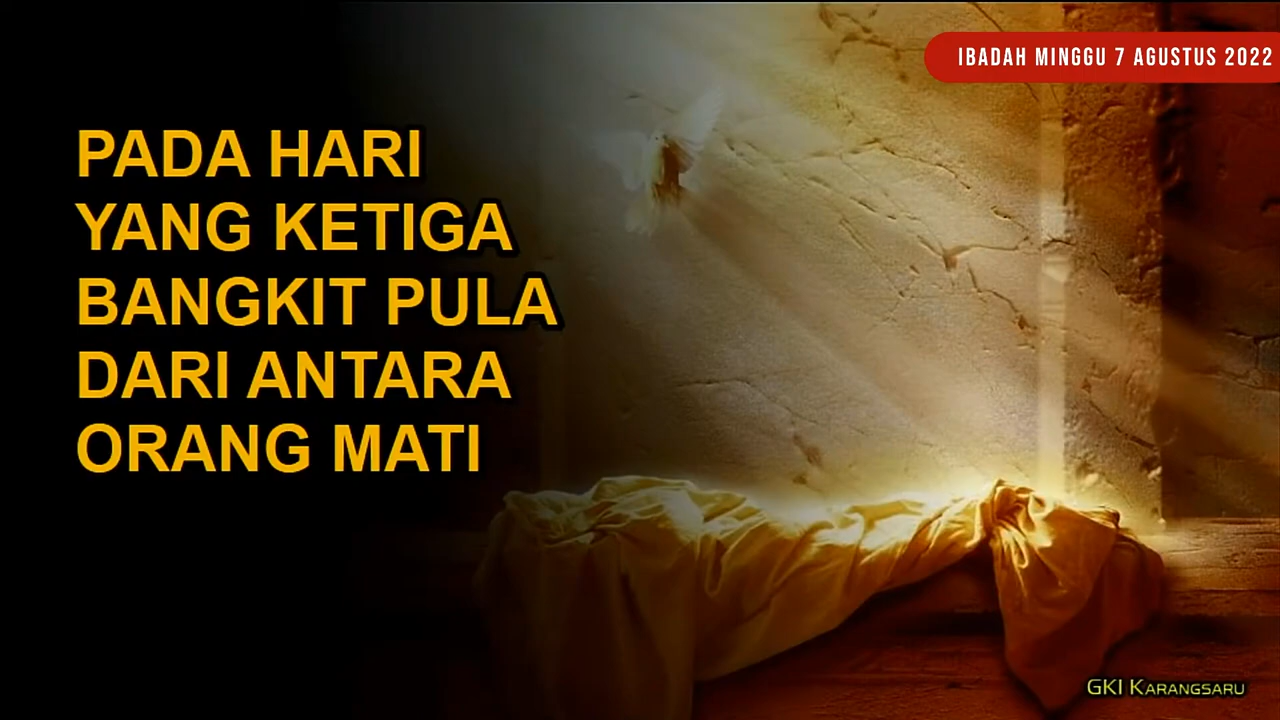 IBADAH MINGGU 7 AGUSTUS 2022
PADA HARI
YANG KETIGA
BANGKIT PULA
DARI ANTARA
ORANG MATI
GKI KARANGSARU